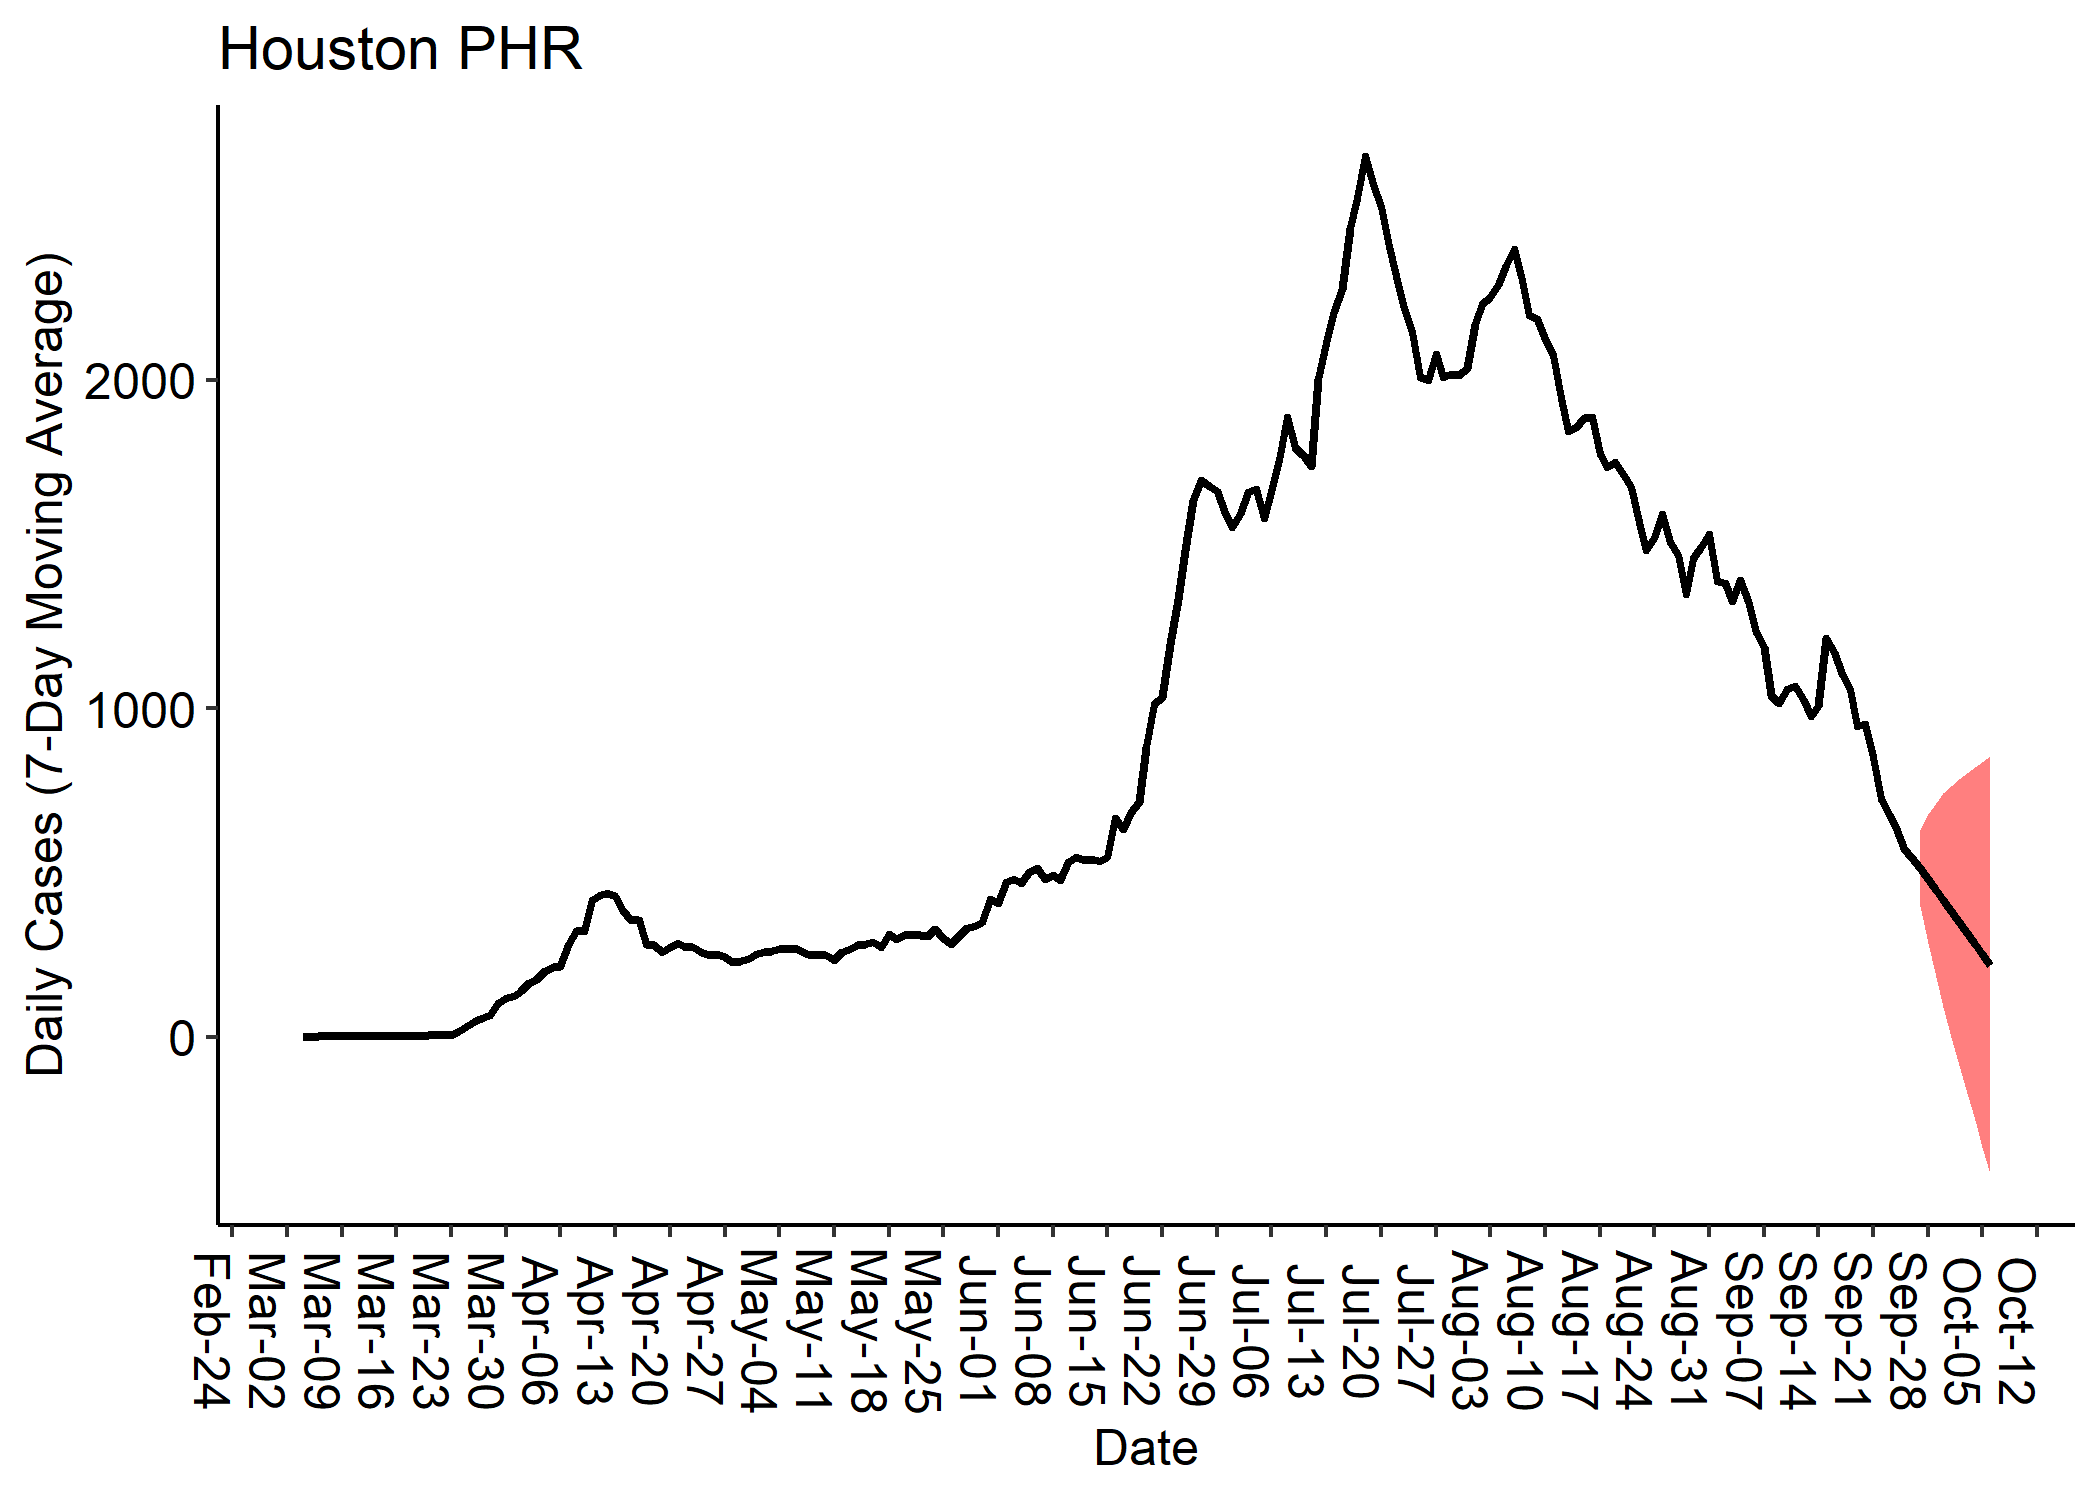 Houston PHR
Daily Cases (7-Day Moving Average)
2000
1000
0
Feb-24
Mar-02
Mar-09
Mar-16
Mar-23
Mar-30
Apr-06
Apr-13
Apr-20
Apr-27
May-04
May-11
May-18
May-25
Jun-01
Jun-08
Jun-15
Jun-22
Jun-29
Jul-06
Jul-13
Jul-20
Jul-27
Aug-03
Aug-10
Aug-17
Aug-24
Aug-31
Sep-07
Sep-14
Sep-21
Sep-28
Oct-05
Oct-12
Date